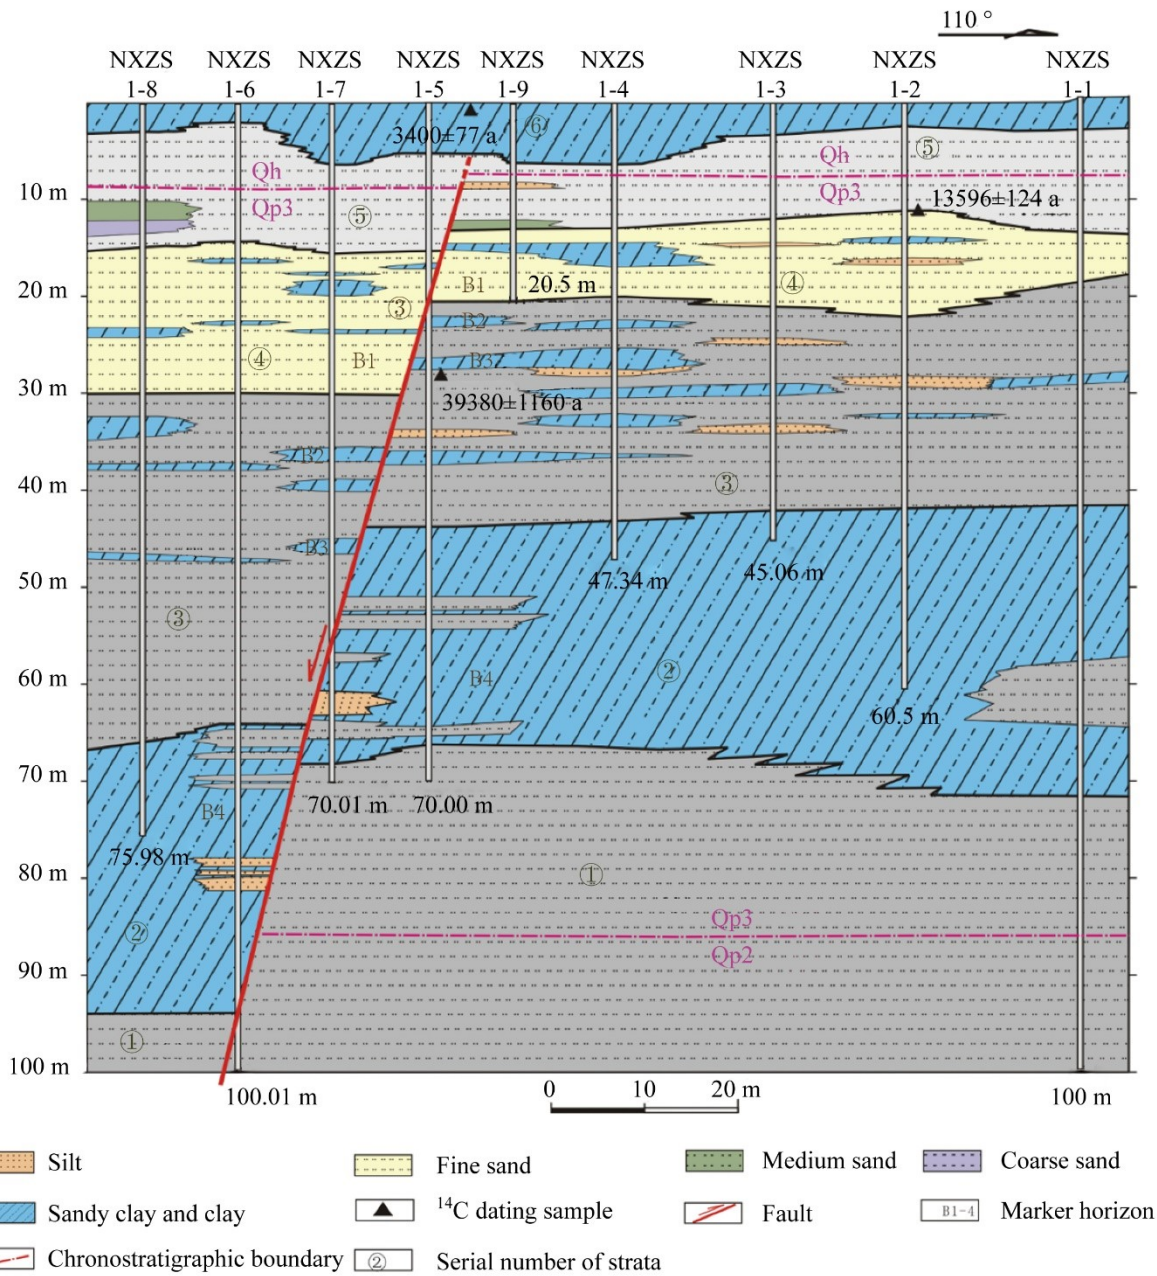 110 °
NXZS NXZS NXZS NXZS NXZS NXZS NXZS NXZS NXZS
1-8 1-6 1-7 1-5 1-9 1-4 1-3 1-2 1-1
3400±77 a ⑥
⑤
Qh Qh
10 m Qp3 ⑤ Qp3 13596±124 a
20 m B1 20.5 m ④
③
B2
④ B1 B3Z
30 m 39380±1160 a
B2
40 m ③
B3
50 m 47.34 m 45.06 m
③
60 m B4 ②
60.5 m
70 m 70.01 m 70.00 m
B4
75.98 m
80 m ①
② Qp3
Qp2
90 m
①
100 m
100.01 m 0 10 20 m 100 m
Silt Fine sand Medium sand Coarse sand
Sandy clay and clay 14C dating sample Fault B1-4 Marker horizon
Chronostratigraphic boundary ② Serial number of strata